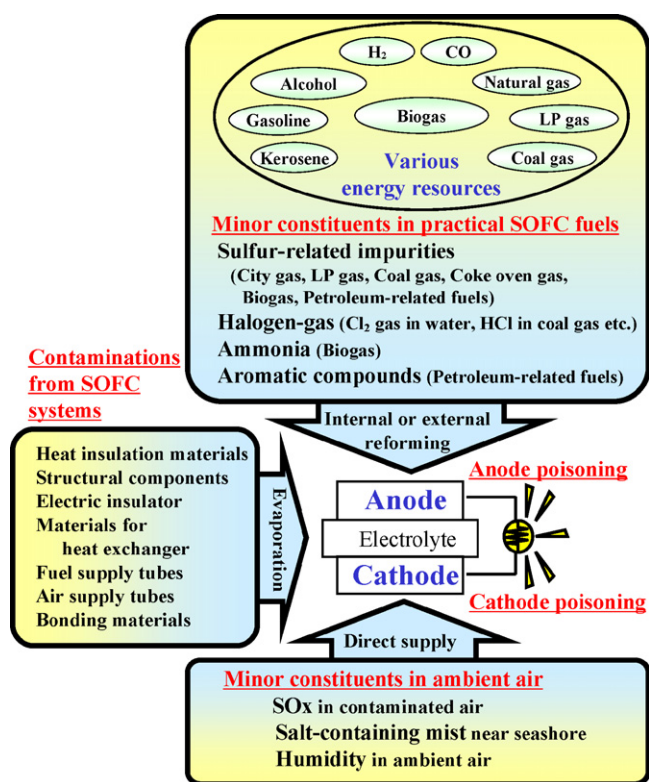 H₂ CO
Alcohol Natural gas
Gasoline Biogas LP gas
Kerosene Various Coal gas
energy resources
Minor constituents in practical SOFC fuels
Sulfur-related impurities
(City gas, LP gas, Coal gas, Coke oven gas,
Biogas, Petroleum-related fuels)
Halogen-gas (Cl₂ gas in water, HCl in coal gas etc.)
Ammonia (Biogas)
Aromatic compounds (Petroleum-related fuels)
Contaminations
from SOFC
systems
Heat insulation materials
Structural components
Electric insulator
Materials for
heat exchanger
Fuel supply tubes
Air supply tubes
Bonding materials
Evaporation
Internal or external
reforming
Anode poisoning
Anode
Electrolyte
Cathode
Cathode poisoning
Direct supply
Minor constituents in ambient air
SOx in contaminated air
Salt-containing mist near seashore
Humidity in ambient air